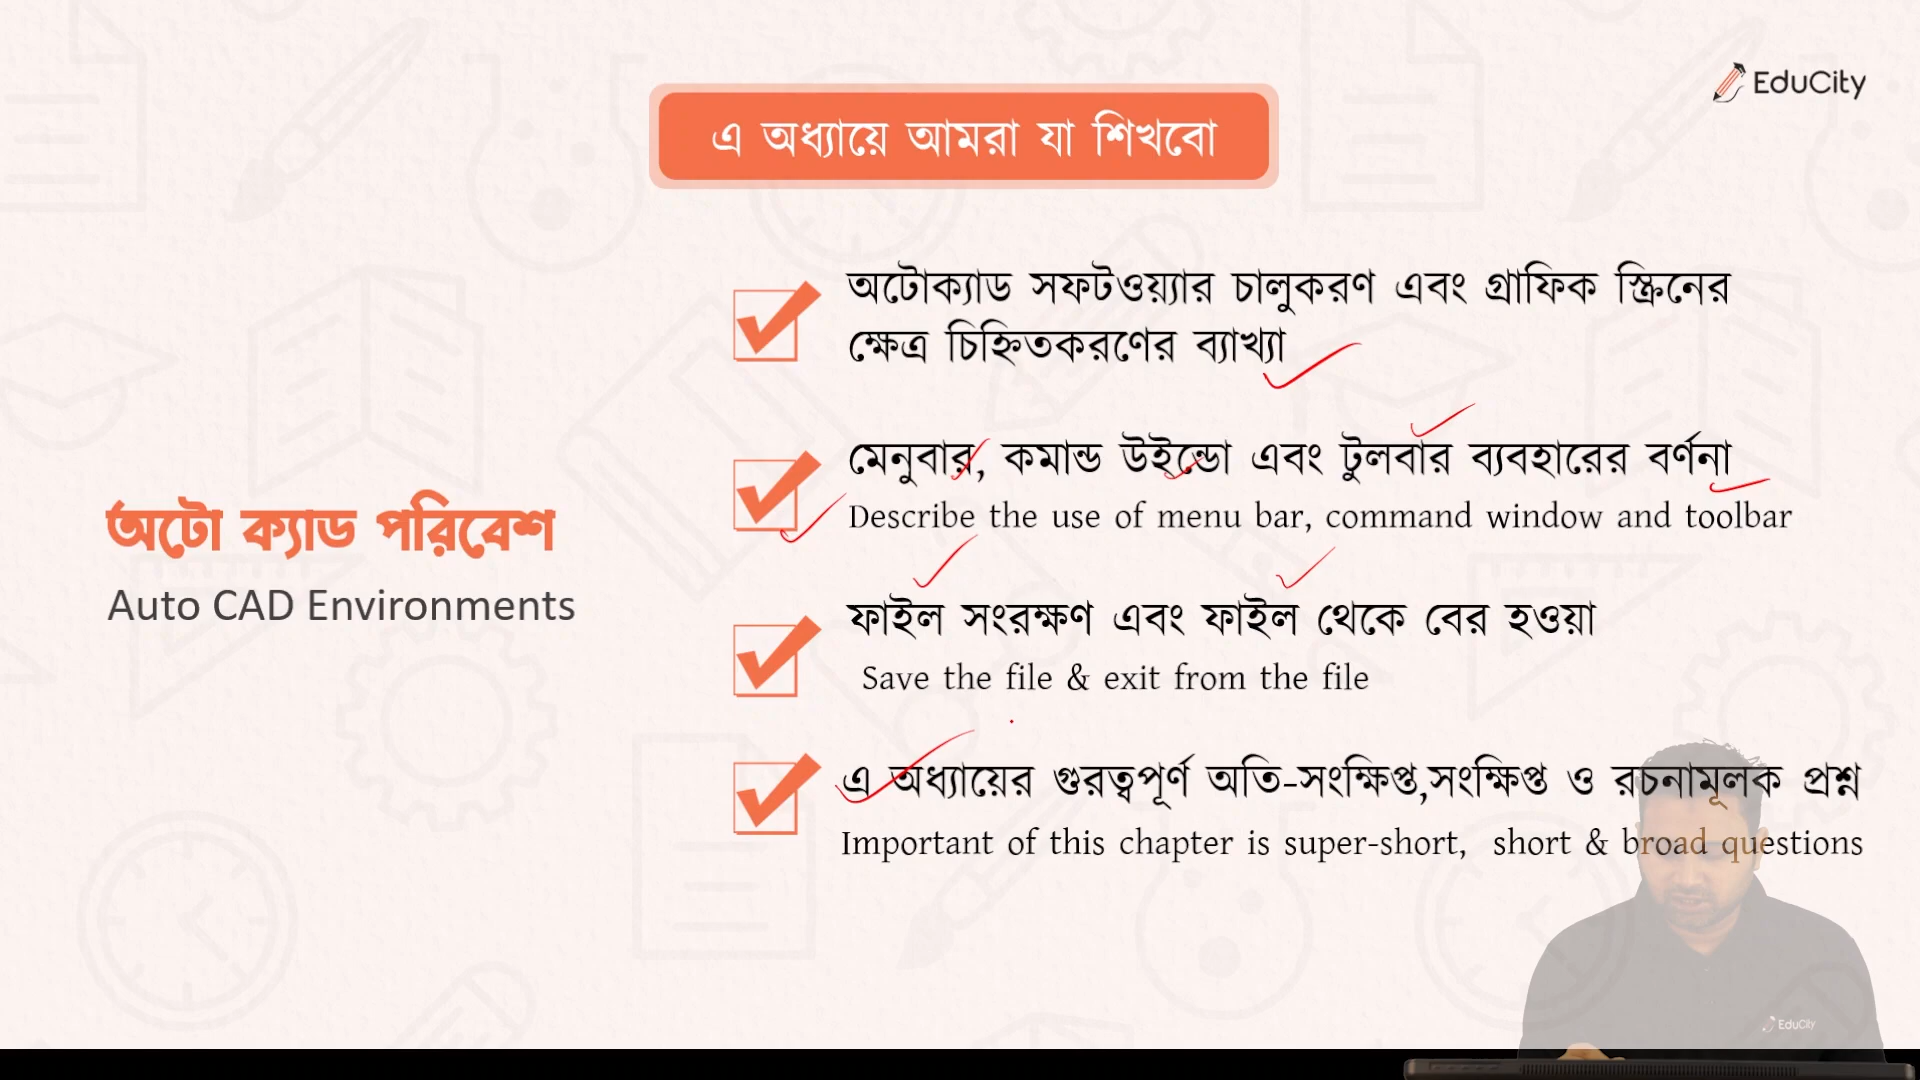 EduCity
এ অধ্যায়ে আমরা যা শিখবো
অটো ক্যাড পরিবেশ
Auto CAD Environments
অটোক্যাড সফটওয়্যার চালুকরণ এবং গ্রাফিক স্ক্রিনের
ক্ষেত্র চিহ্নিতকরণের ব্যাখ্যা
মেনুবার, কমান্ড উইন্ডো এবং টুলবার ব্যবহারের বর্ণনা
Describe the use of menu bar, command window and toolbar
ফাইল সংরক্ষণ এবং ফাইল থেকে বের হওয়া
Save the file & exit from the file
এ অধ্যায়ের গুরত্বপূর্ণ অতি-সংক্ষিপ্ত,সংক্ষিপ্ত ও রচনামূলক প্রশ্ন
Important of this chapter is super-short, short & broad questions
EduCity